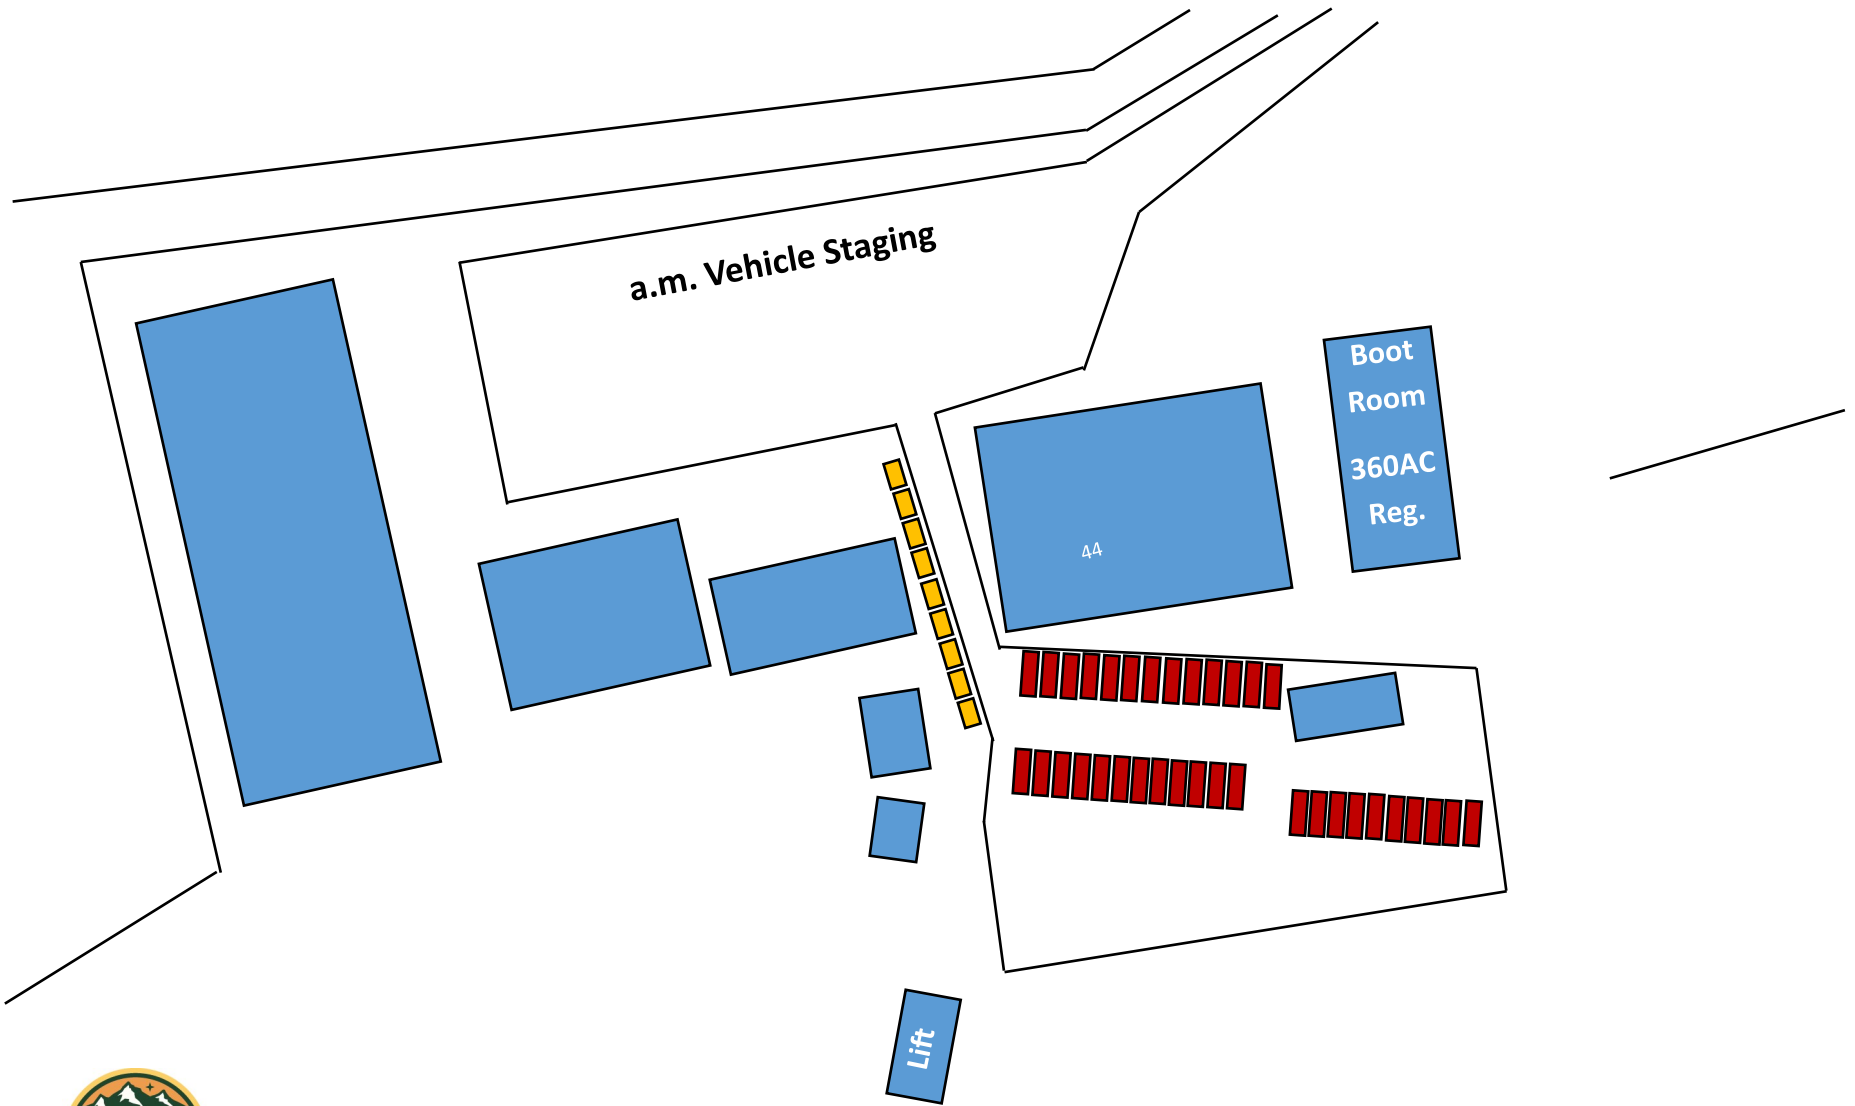 a.m. Vehicle Staging
Boot
Room
360AC
Reg.
44
Lift